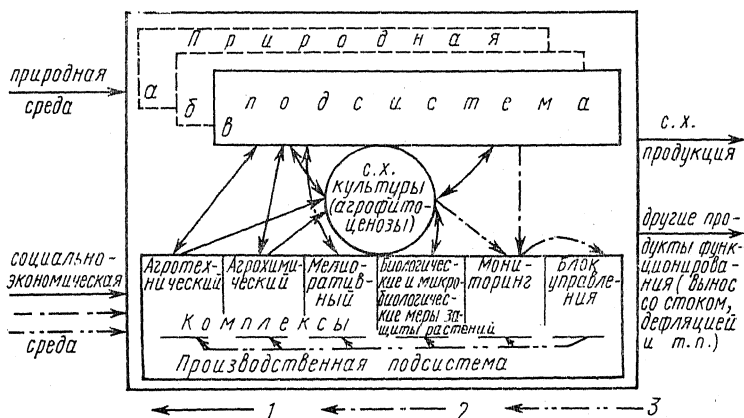 Природная
а
б
в
подсистема
природная
среда
с.х.
культуры
(агрофито-
ценозы)
с.х.
продукция
другие про-
дукты функ-
ционирова-
ния (вынос
со стоком,
дефляцией
и т.п.)
социально-
экономическая
среда
Агротех-
нический
Агрохими-
ческий
Мелио-
ративный
Биологичес-
кие и микро-
биологичес-
кие меры за-
щиты растений
Мони-
торинг
Блок
управле-
ния
Комплексы
Производственная подсистема
1
2
3